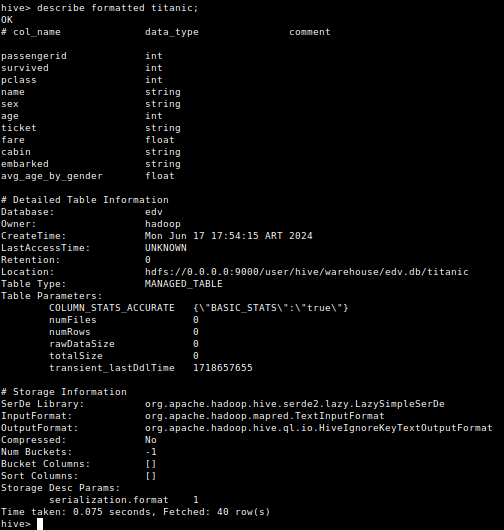 hive> describe formatted titanic;
OK
# col_name data_type comment
passengerid int
survived int
pclass int
name string
sex string
age int
ticket string
fare float
cabin string
embarked string
avg_age_by_gender float
# Detailed Table Information
Database: edv
Owner: hadoop
CreateTime: Mon Jun 17 17:54:15 ART 2024
LastAccessTime: UNKNOWN
Retention: 0
Location: hdfs://0.0.0.0:9000/user/hive/warehouse/edv.db/titanic
Table Type: MANAGED_TABLE
Table Parameters:
COLUMN_STATS_ACCURATE {\"BASIC_STATS\":\"true\"}
numFiles 0
numRows 0
rawDataSize 0
totalSize 0
transient_lastDdlTime 1718657655
# Storage Information
SerDe Library: org.apache.hadoop.hive.serde2.lazy.LazySimpleSerDe
InputFormat: org.apache.hadoop.mapred.TextInputFormat
OutputFormat: org.apache.hadoop.hive.ql.io.HiveIgnoreKeyTextOutputFormat
Compressed: No
Num Buckets: -1
Bucket Columns: []
Sort Columns: []
Storage Desc Params:
serialization.format 1
Time taken: 0.075 seconds, Fetched: 40 row(s)
hive>